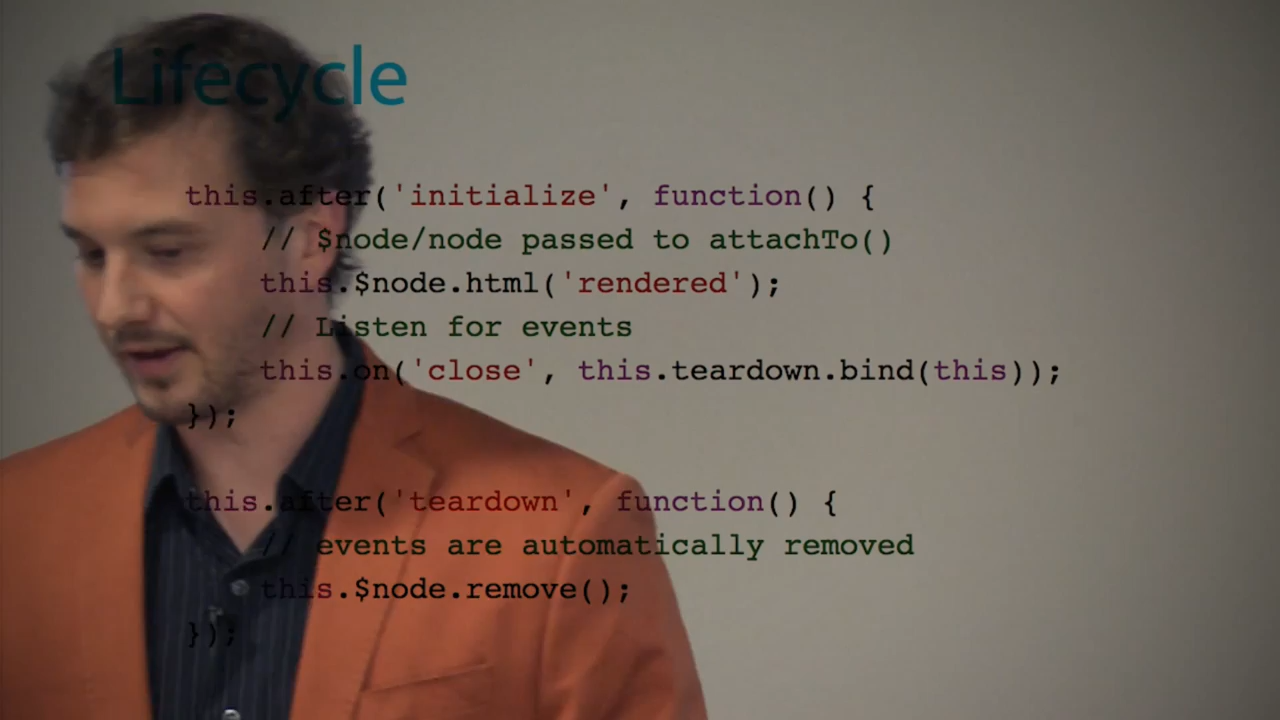 Lifecycle
this.after('initialize', function() {
// $node/node passed to attachTo()
this.$node.html('rendered');
// Listen for events
this.on('close', this.teardown.bind(this));
});
this.after('teardown', function() {
// events are automatically removed
this.$node.remove();
});